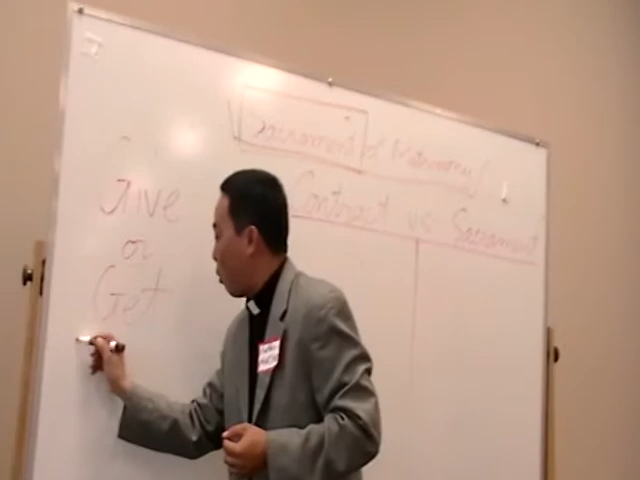 Sacrament of Matrimony
Contract vs Sacrament
Give
or
Get